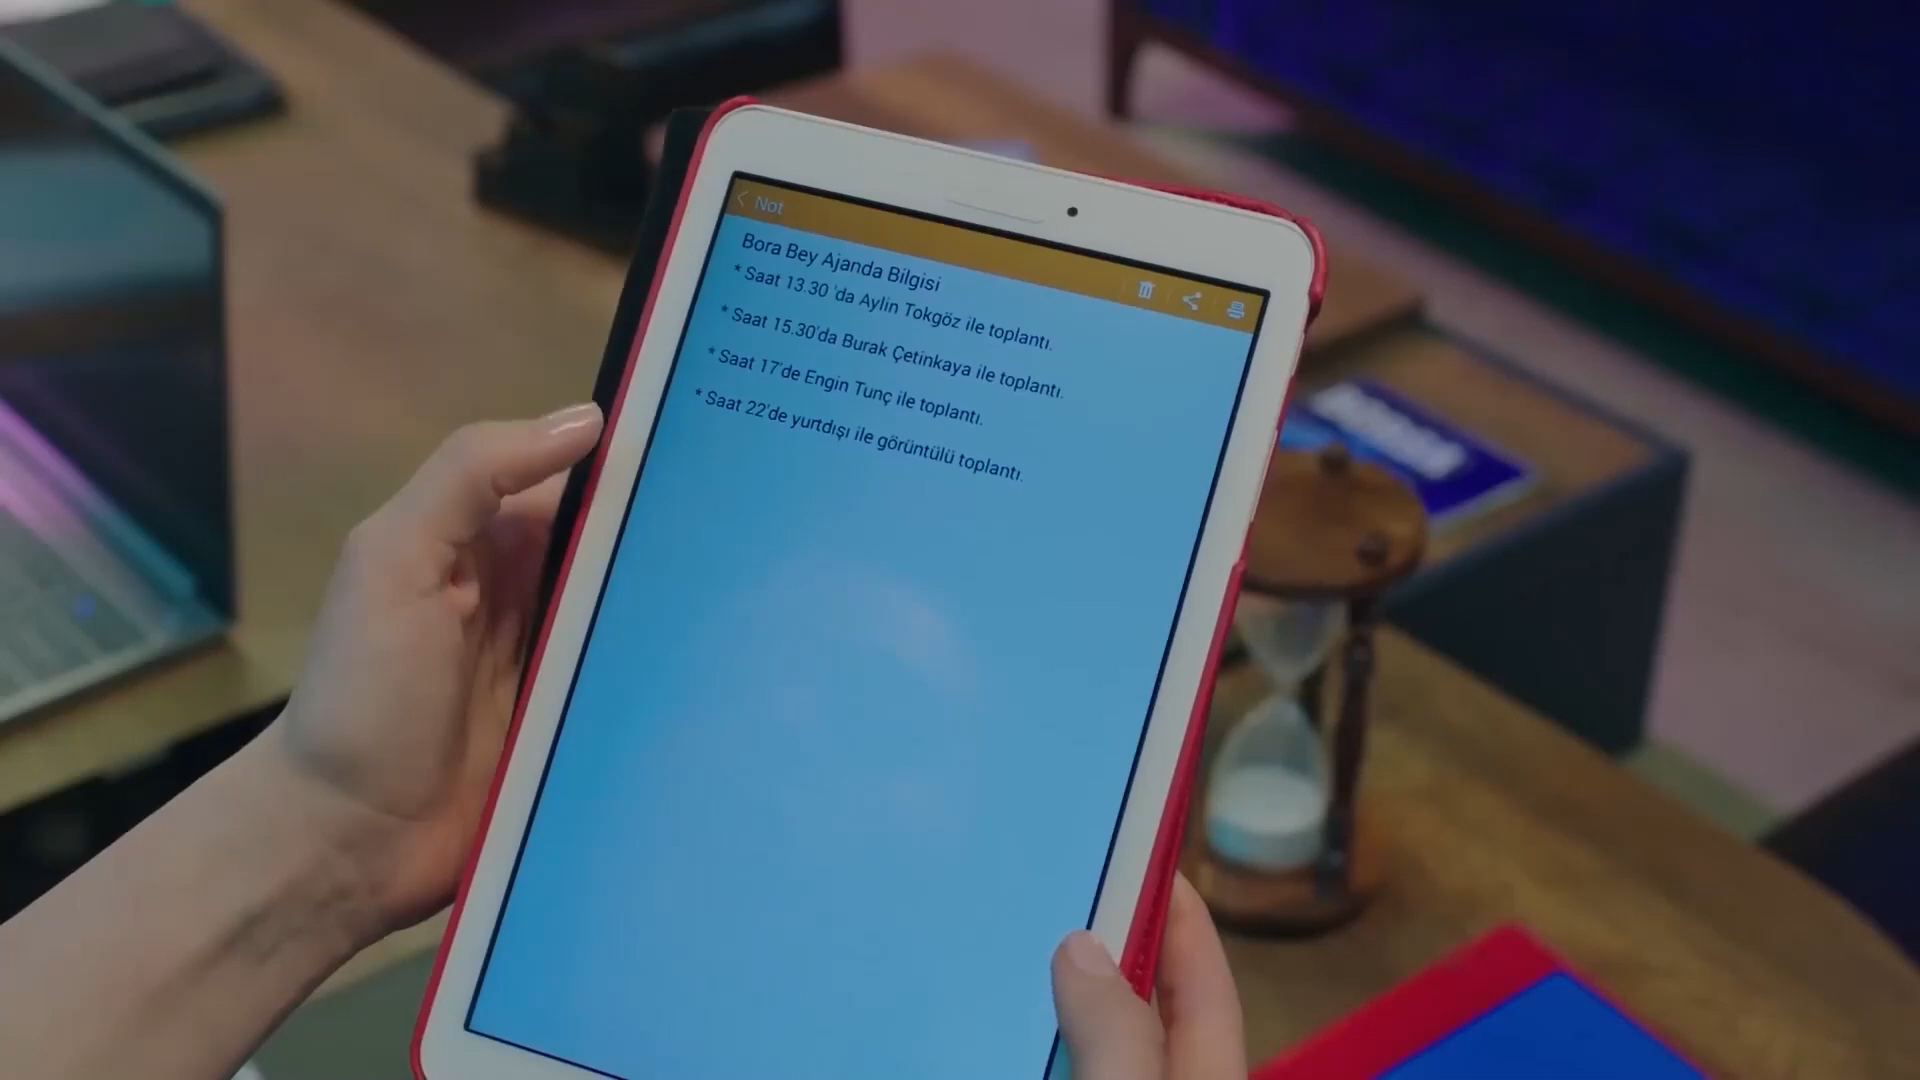 Not
Bora Bey Ajanda Bilgisi
* Saat 13.30 'da Aylin Tokgöz ile toplantı.
* Saat 15.30'da Burak Çetinkaya ile toplantı.
* Saat 17'de Engin Tunç ile toplantı.
* Saat 22'de yurtdışı ile görüntülü toplantı.